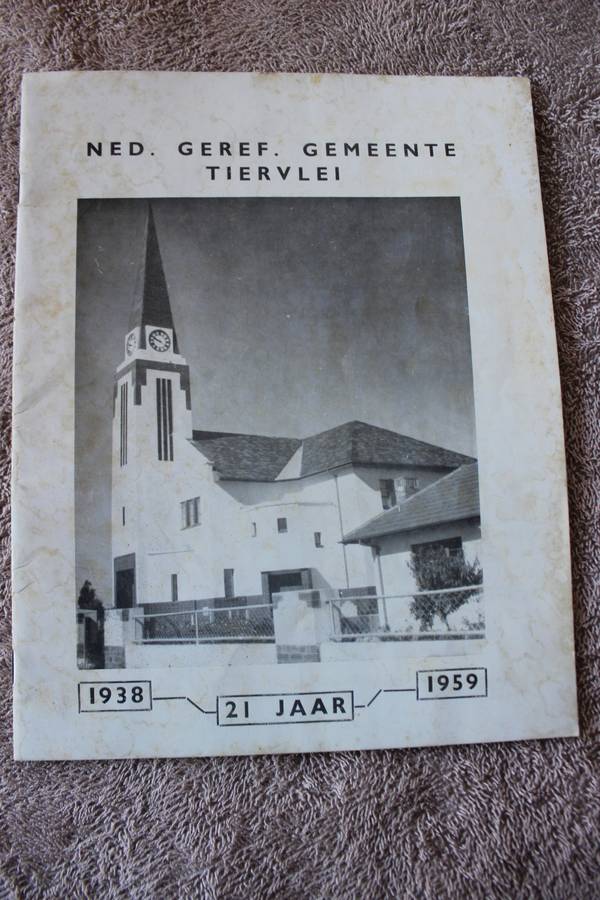 NED. GEREF. GEMEENTE
TIERVLEI
1938
21 JAAR
1959